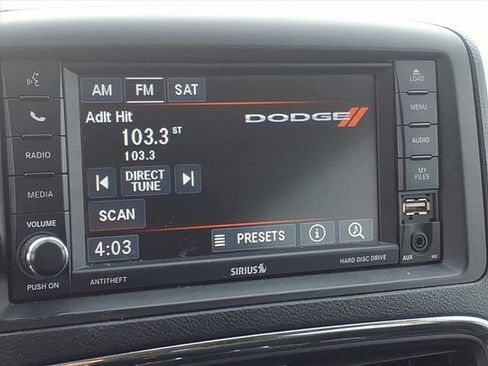 AM FM SAT
Adlt Hit
103.3 ST
103.3
DODGE
DIRECT
TUNE
SCAN
4:03
PRESETS
RADIO
MEDIA
VOLUME
PUSH ON
ANTITHEFT
SIRIUS
HARD DISC DRIVE
LOAD
MENU
AUDIO
MY
FILES
AUX